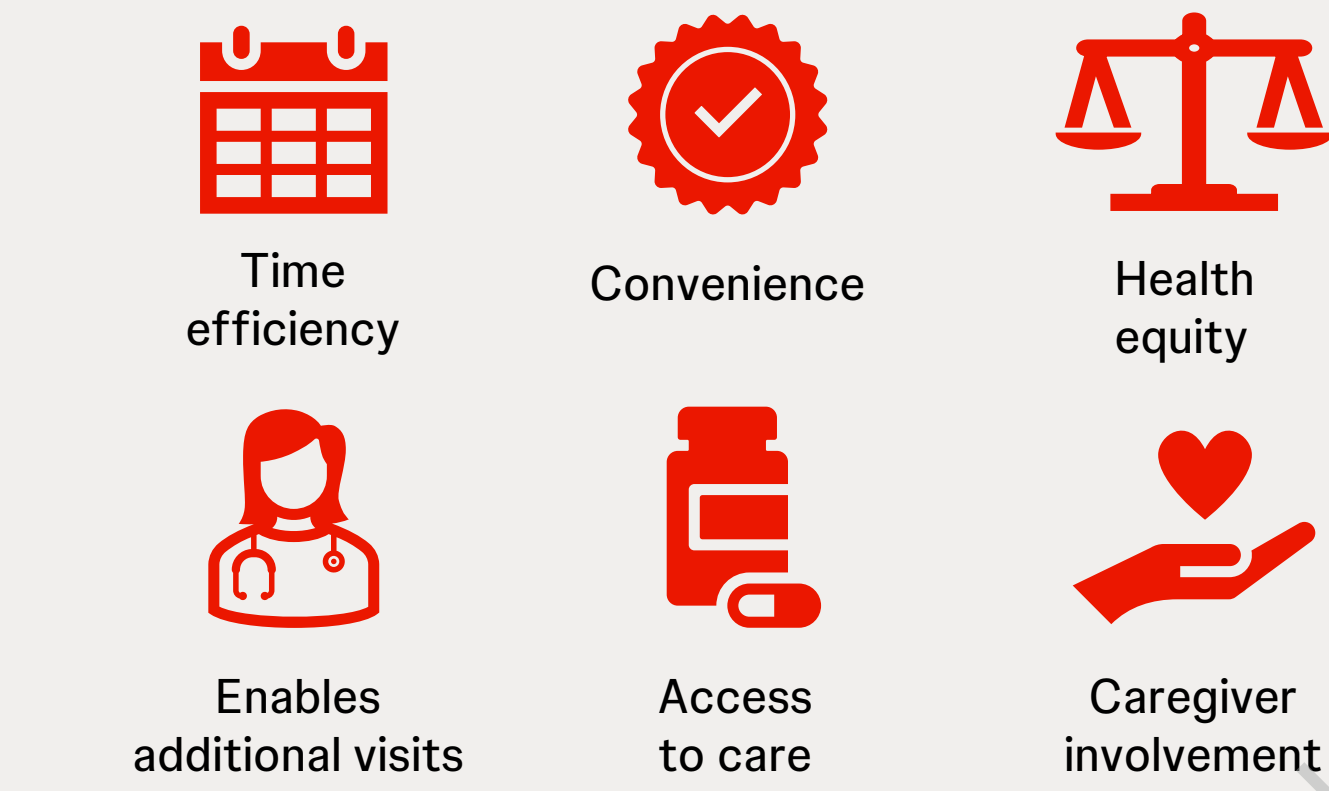 Time
efficiency
Convenience
Health
equity
Enables
additional visits
Access
to care
Caregiver
involvement